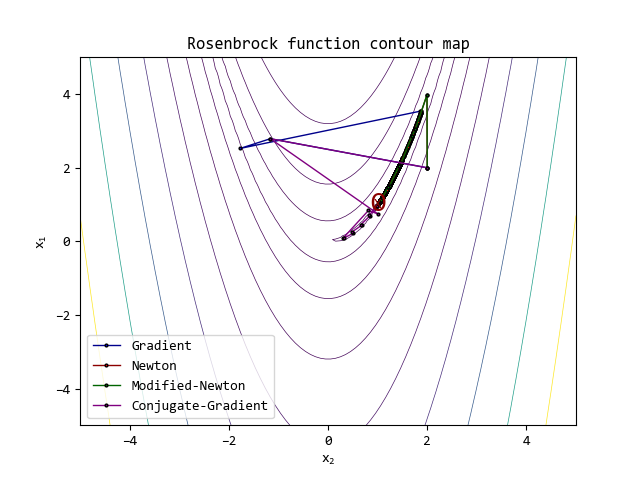 Rosenbrock function contour map
4
2
0
−2
−4
x₁
−4
−2
0
2
4
x₂
Gradient
Newton
Modified-Newton
Conjugate-Gradient